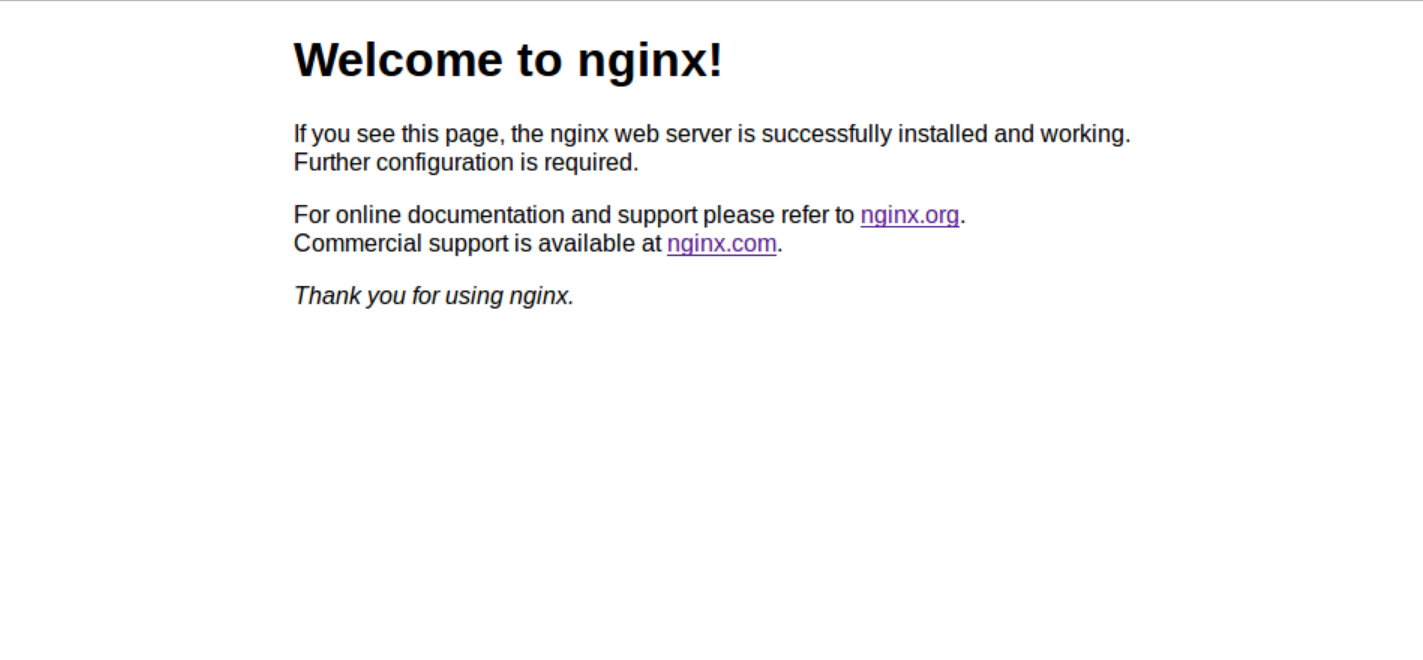 Welcome to nginx!
If you see this page, the nginx web server is successfully installed and working.
Further configuration is required.
For online documentation and support please refer to nginx.org.
Commercial support is available at nginx.com.
Thank you for using nginx.